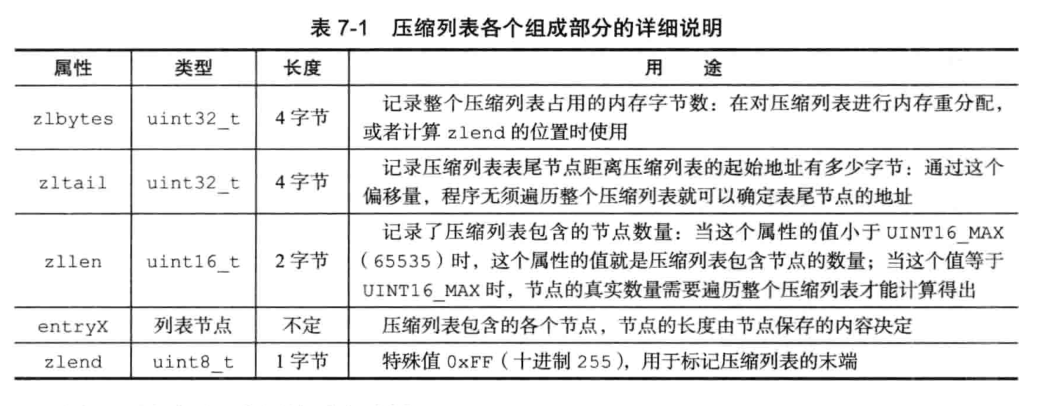 表 7-1 压缩列表各个组成部分的详细说明
属性 类型 长度 用 途
zlbytes uint32_t 4 字节 记录整个压缩列表占用的内存字节数：在对压缩列表进行内存重分配，
或者计算 zlend 的位置时使用
zltail uint32_t 4 字节 记录压缩列表表尾节点距离压缩列表的起始地址有多少字节：通过这个
偏移量，程序无须遍历整个压缩列表就可以确定表尾节点的地址
zllen uint16_t 2 字节 记录了压缩列表包含的节点数量：当这个属性的值小于 UINT16_MAX
（65535）时，这个属性的值就是压缩列表包含节点的数量；当这个值等于
UINT16_MAX 时，节点的真实数量需要遍历整个压缩列表才能计算得出
entryX 列表节点 不定 压缩列表包含的各个节点，节点的长度由节点保存的内容决定
zlend uint8_t 1 字节 特殊值 0xFF（十进制 255），用于标记压缩列表的末端